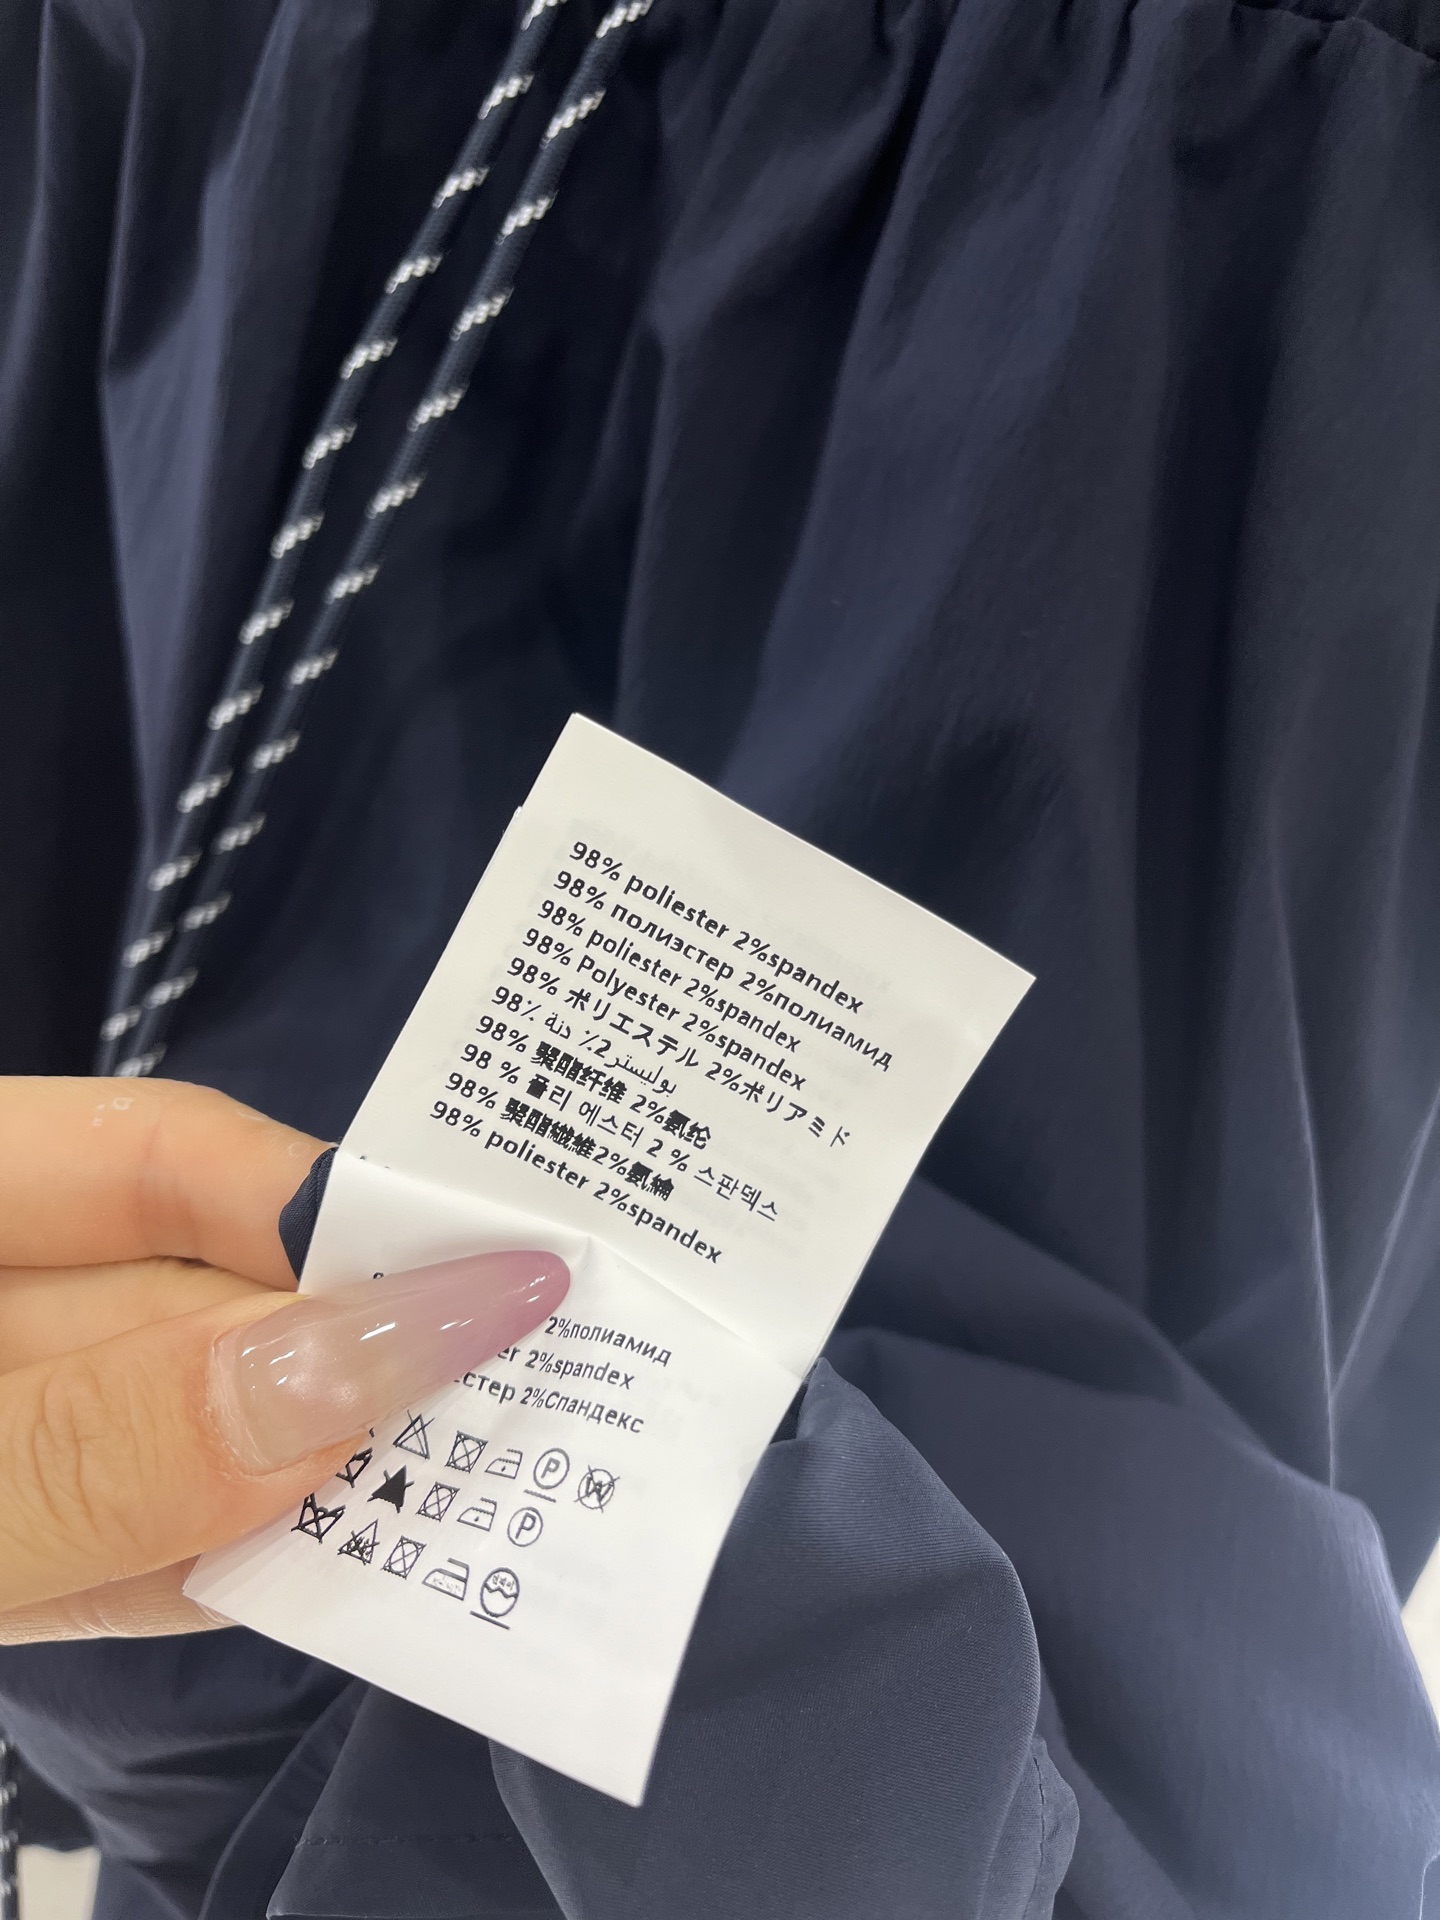 98% poliester 2%spandex
98% полиэстер 2%полиамид
98% poliester 2%spandex
98% Polyester 2%spandex
98% ポリエステル 2%ポリアミド
98٪ بوليستر 2٪ دنة
98% 聚酯纤维 2%氨纶
98 % 폴리 에스터 2 % 스판덱스
98% 聚酯纖維2%氨綸
98% poliester 2%spandex
2%полиамид
er 2%spandex
естер 2%Спандекс
P W
P